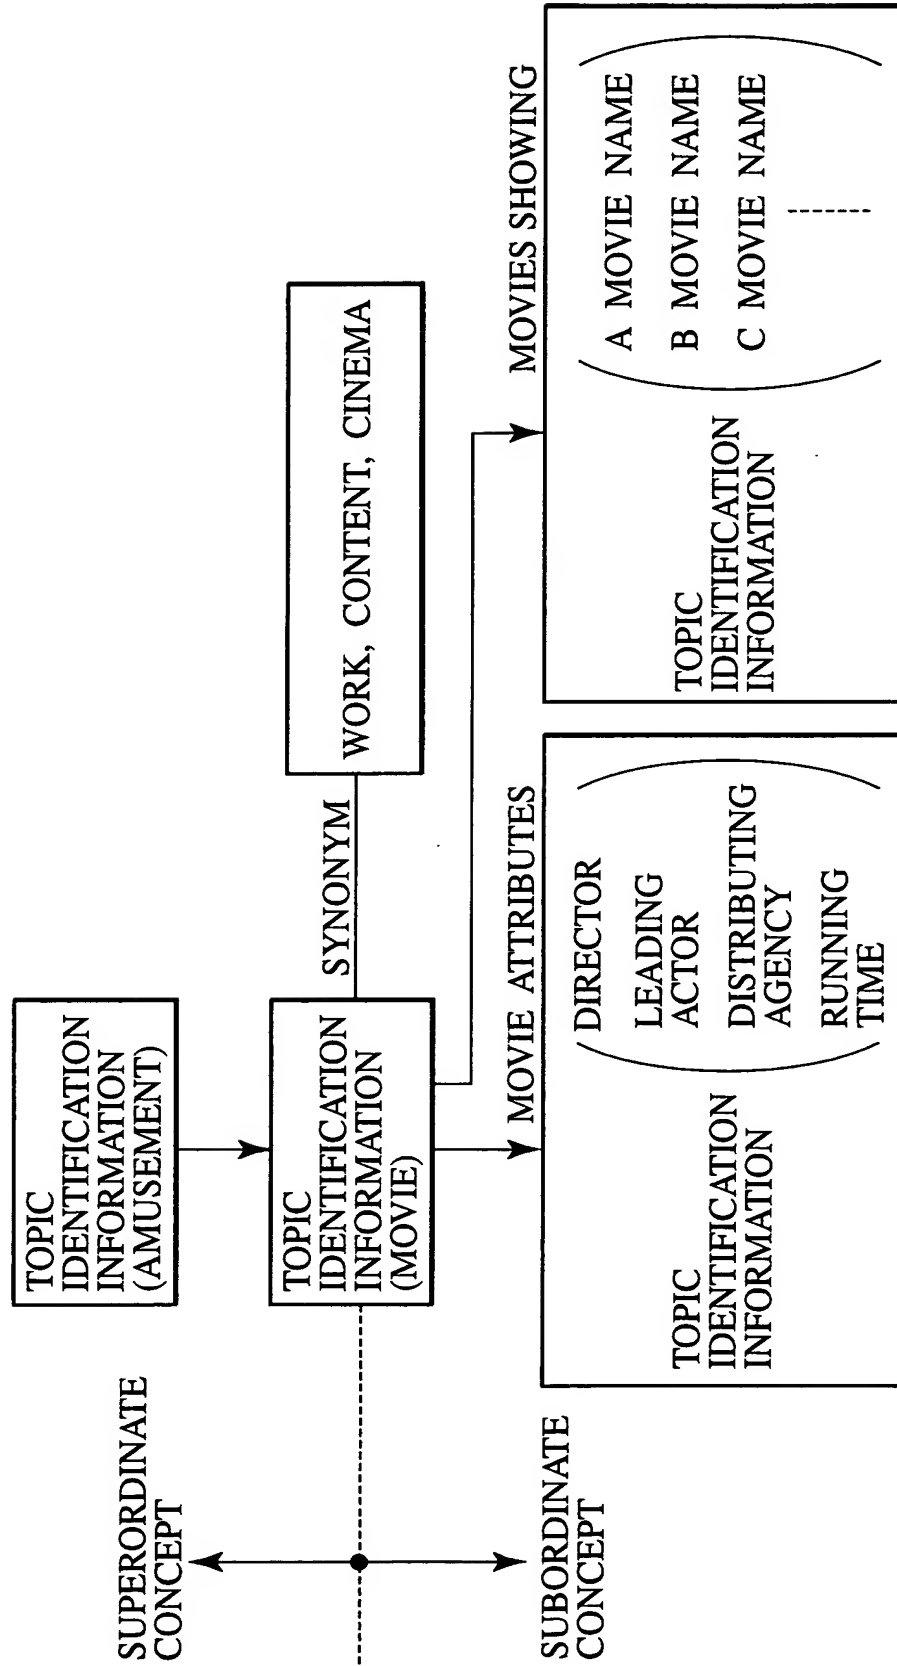 SUPERORDINATE
CONCEPT
SUBORDINATE
CONCEPT
TOPIC
IDENTIFICATION
INFORMATION
(AMUSEMENT)
TOPIC
IDENTIFICATION
INFORMATION
(MOVIE)
SYNONYM
WORK, CONTENT, CINEMA
MOVIE ATTRIBUTES
TOPIC
IDENTIFICATION
INFORMATION
DIRECTOR
LEADING
ACTOR
DISTRIBUTING
AGENCY
RUNNING
TIME
MOVIES SHOWING
TOPIC
IDENTIFICATION
INFORMATION
A MOVIE NAME
B MOVIE NAME
C MOVIE NAME